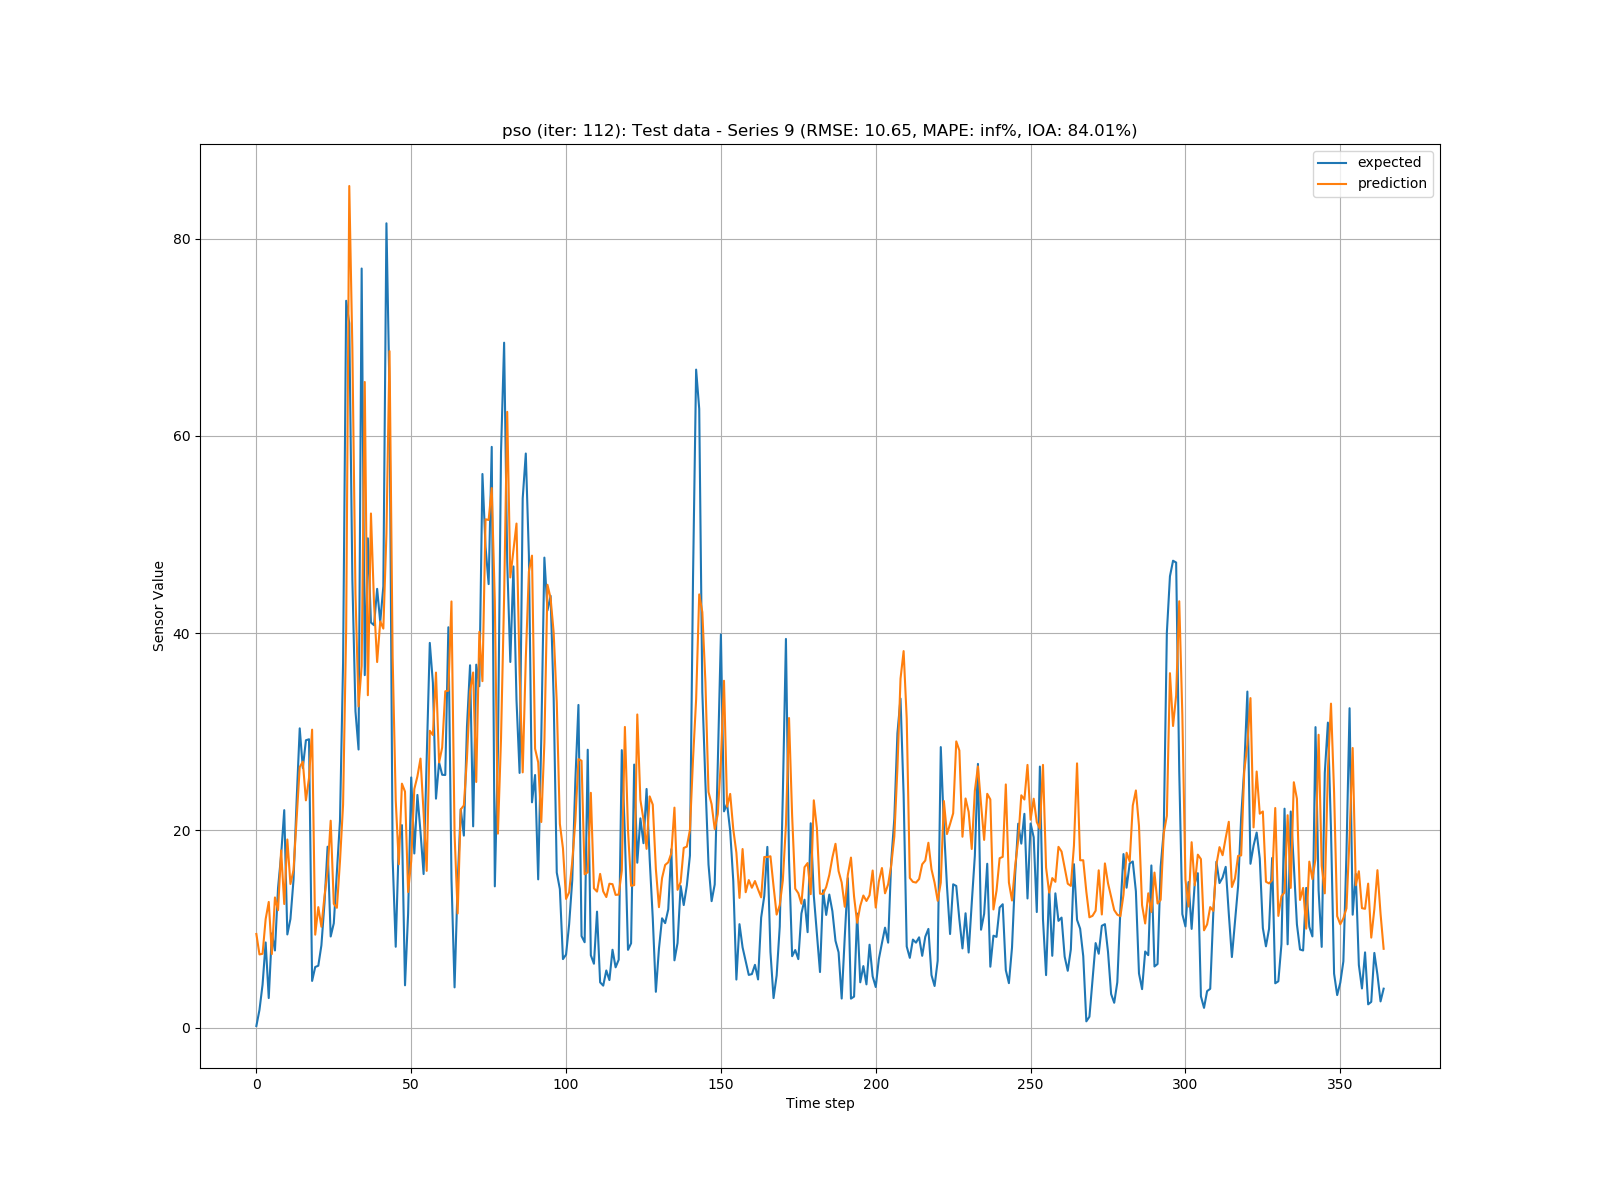 pso (iter: 112): Test data - Series 9 (RMSE: 10.65, MAPE: inf%, IOA: 84.01%)
expected
prediction
80
60
40
20
0
Sensor Value
0 50 100 150 200 250 300 350
Time step